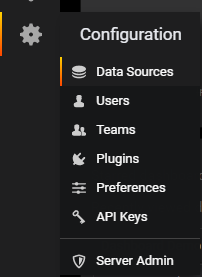 Configuration
Data Sources
Users
Teams
Plugins
Preferences
API Keys
Server Admin